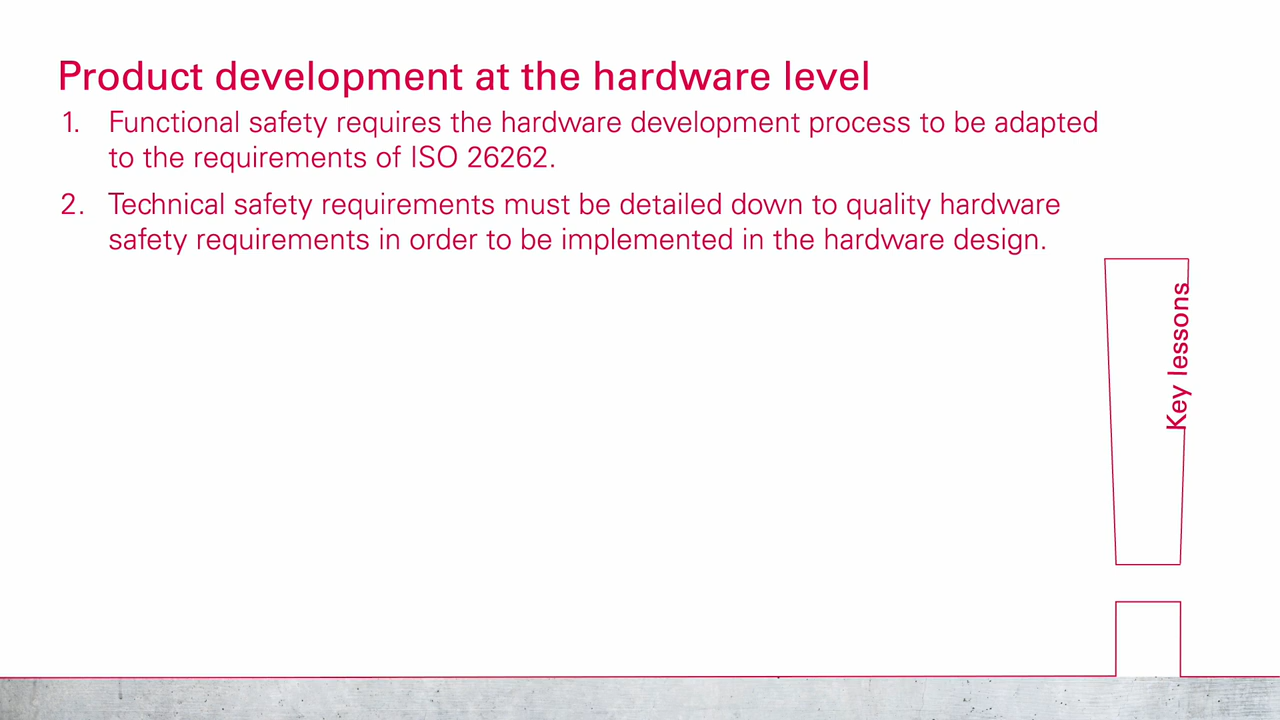 Product development at the hardware level
1. Functional safety requires the hardware development process to be adapted
to the requirements of ISO 26262.
2. Technical safety requirements must be detailed down to quality hardware
safety requirements in order to be implemented in the hardware design.
Key lessons